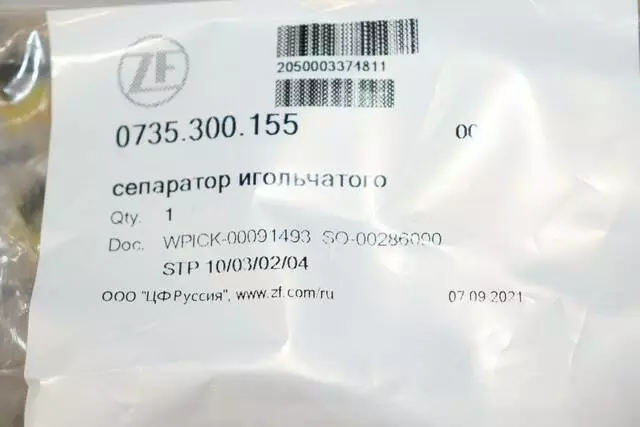 ZF
2050003374811
0735.300.155 00
сепаратор игольчатого
Qty. 1
Doc. WPICK-00091493 SO-00286090
STP 10/03/02/04
ООО "ЦФ Руссия", www.zf.com/ru 07.09.2021